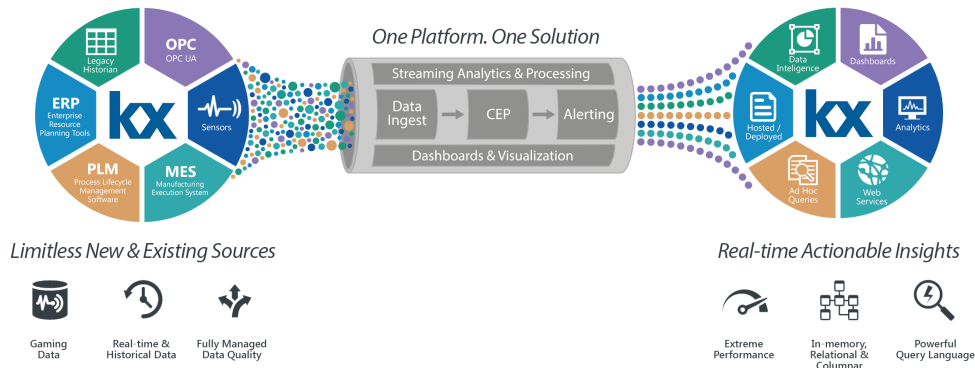 One Platform. One Solution
Legacy
Historian
OPC
OPC UA
ERP
Enterprise
Resource
Planning Tools
kx
Sensors
PLM
Process Lifecycle
Management
Software
MES
Manufacturing
Execution System
Streaming Analytics & Processing
Data
Ingest
CEP
Alerting
Dashboards & Visualization
Data
Inteligence
Dashboards
Hosted /
Deployed
kx
Analytics
Ad Hoc
Queries
Web
Services
Limitless New & Existing Sources
Real-time Actionable Insights
Gaming
Data
Real-time &
Historical Data
Fully Managed
Data Quality
Extreme
Performance
In-memory,
Relational &
Columnar
Powerful
Query Language